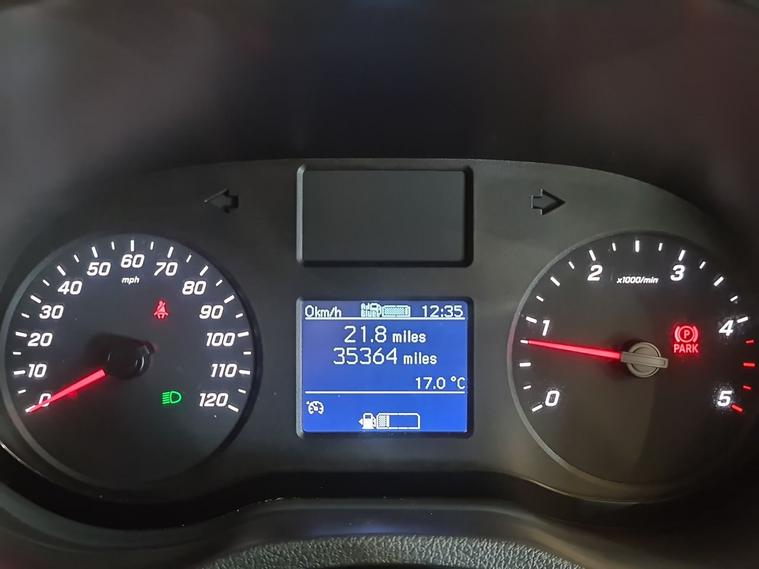 0km/h AdBlue 12:35
21.8 miles
35364 miles
17.0 °C
0 10 20 30 40 50 60 70 80 90 100 110 120
mph
0 1 2 3 4 5
x1000/min
P
PARK